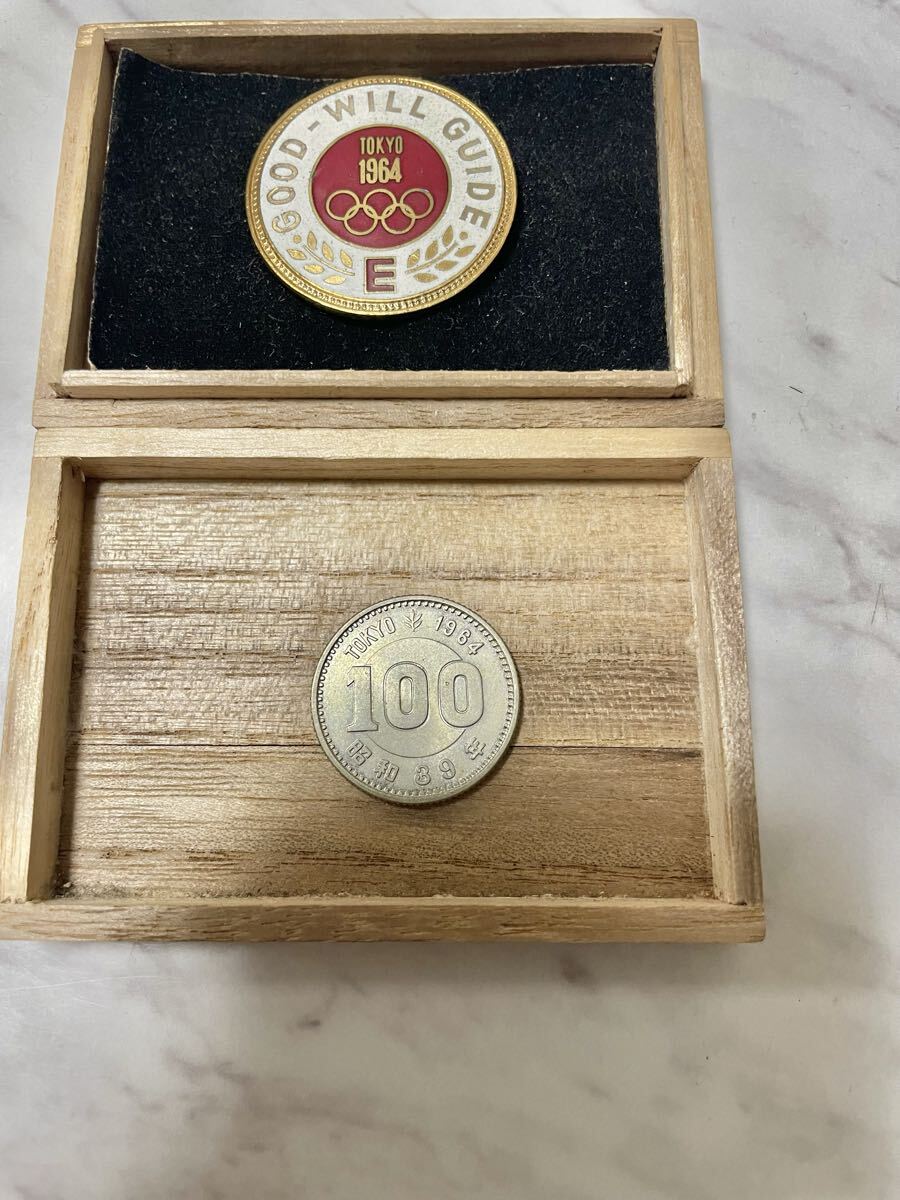 GOOD-WILL GUIDE
TOKYO
1964
E
TOKYO 1964
100
昭和39年